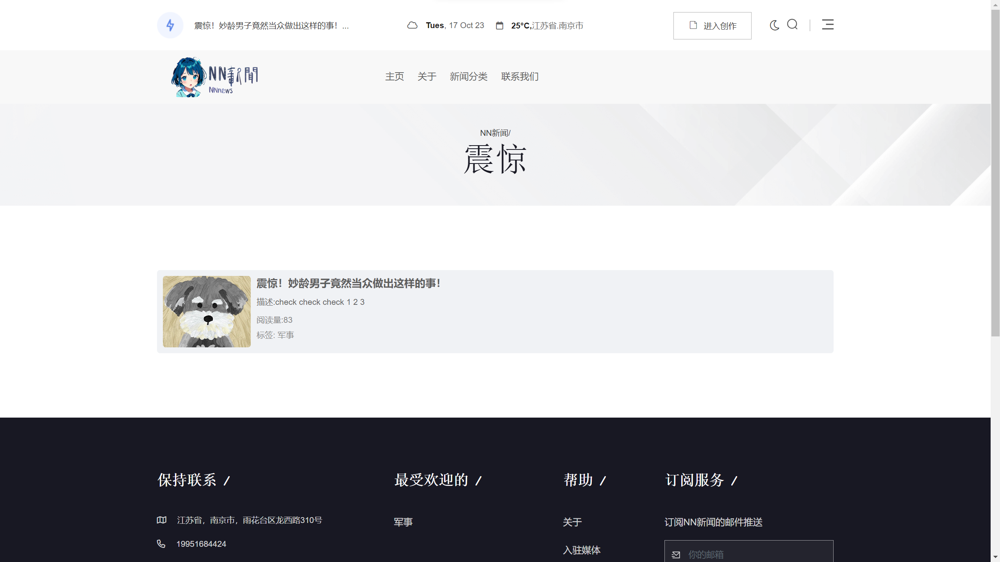 震惊！妙龄男子竟然当众做出这样的事！...
Tues, 17 Oct 23
25°C,江苏省.南京市
进入创作
NN新聞
NNnews
主页 关于 新闻分类 联系我们
NN新闻/
震惊
震惊！妙龄男子竟然当众做出这样的事！
描述:check check check 1 2 3
阅读量:83
标签: 军事
保持联系 /
江苏省，南京市，雨花台区龙西路310号
19951684424
最受欢迎的 /
军事
帮助 /
关于
入驻媒体
订阅服务 /
订阅NN新闻的邮件推送
你的邮箱